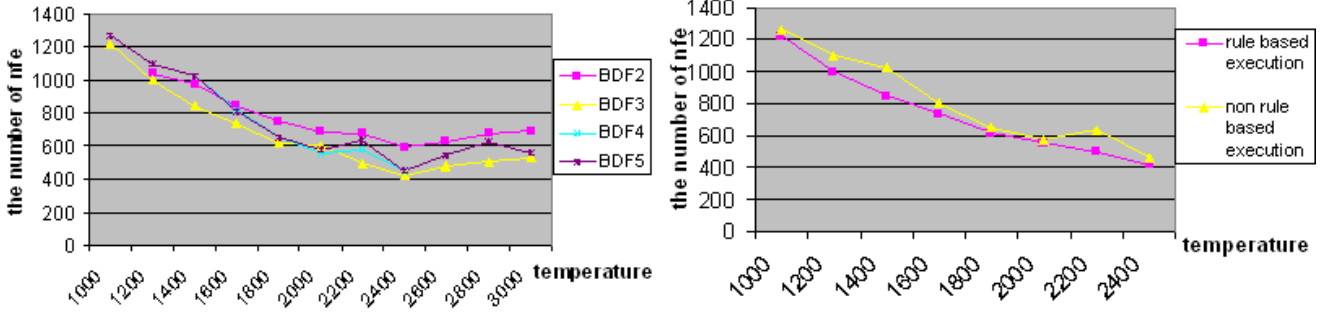 1400
1200
1000
800
600
400
200
0
the number of nfe
1000
1200
1400
1600
1800
2000
2200
2400
2600
2800
3000
temperature
BDF2
BDF3
BDF4
BDF5
1400
1200
1000
800
600
400
200
0
the number of nfe
1000
1200
1400
1600
1800
2000
2200
2400
temperature
rule based
execution
non rule
based
execution